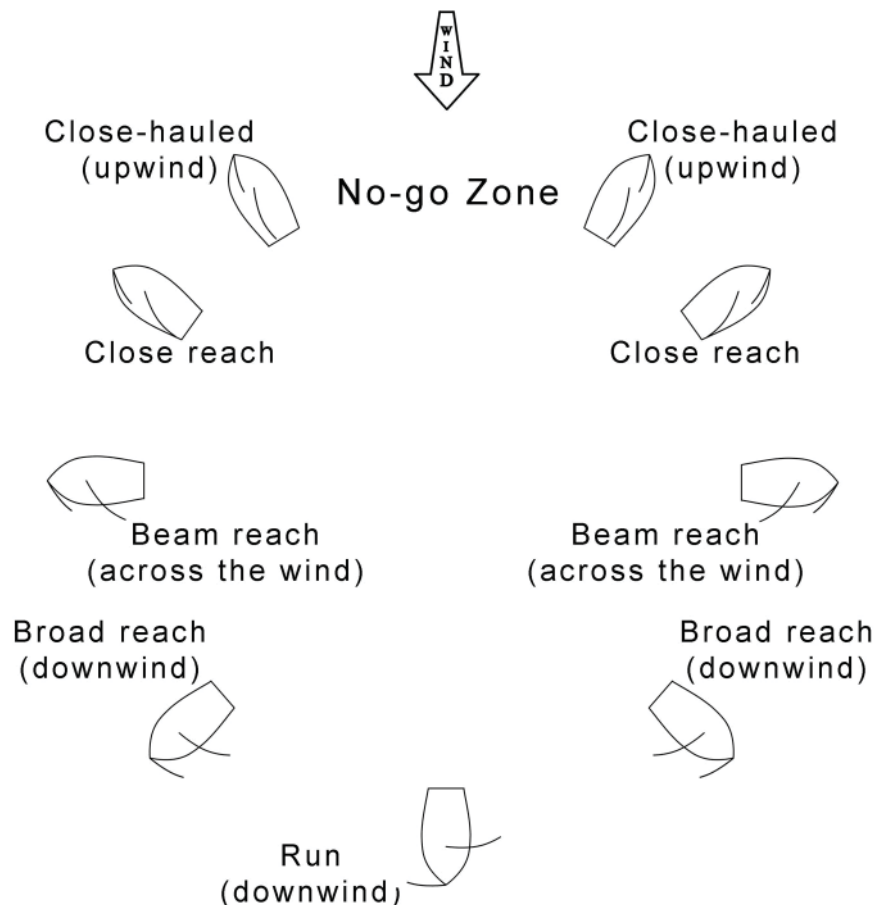 WIND
Close-hauled
(upwind)
Close-hauled
(upwind)
No-go Zone
Close reach
Close reach
Beam reach
(across the wind)
Beam reach
(across the wind)
Broad reach
(downwind)
Broad reach
(downwind)
Run
(downwind)